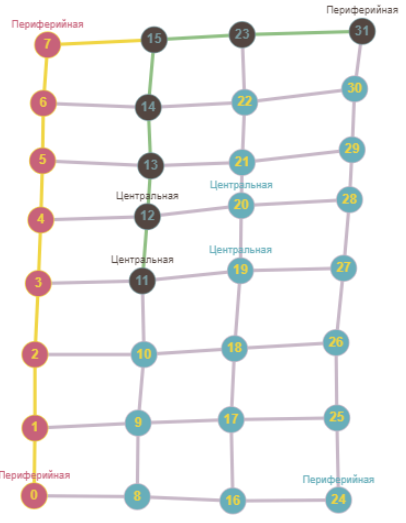 Периферийная
Периферийная
7 15 23 31
6 14 22 30
5 13 21 29
Центральная
Центральная
4 12 20 28
Центральная
Центральная
3 11 19 27
2 10 18 26
1 9 17 25
Периферийная
Периферийная
0 8 16 24